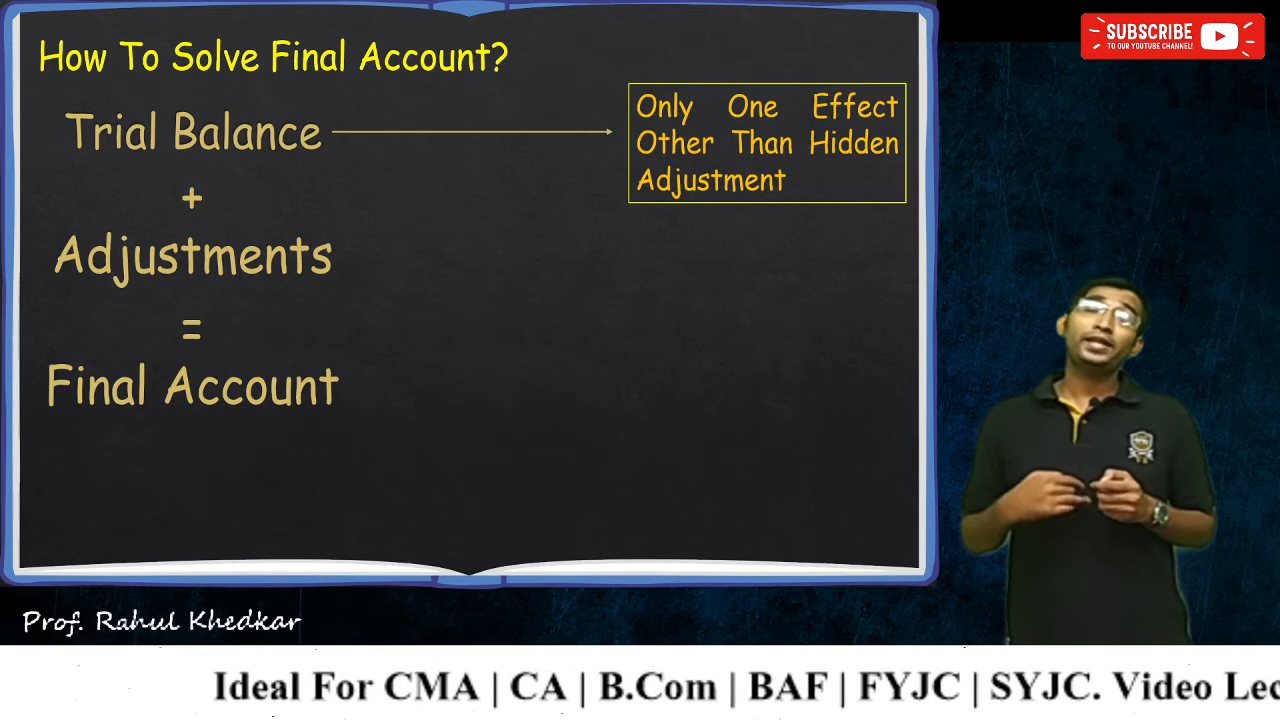 SUBSCRIBE
TO OUR YOUTUBE CHANNEL!
How To Solve Final Account?
Trial Balance
Only One Effect
Other Than Hidden
Adjustment
+
Adjustments
=
Final Account
Prof. Rahul Khedkar
Ideal For CMA | CA | B.Com | BAF | FYJC | SYJC. Video Lec